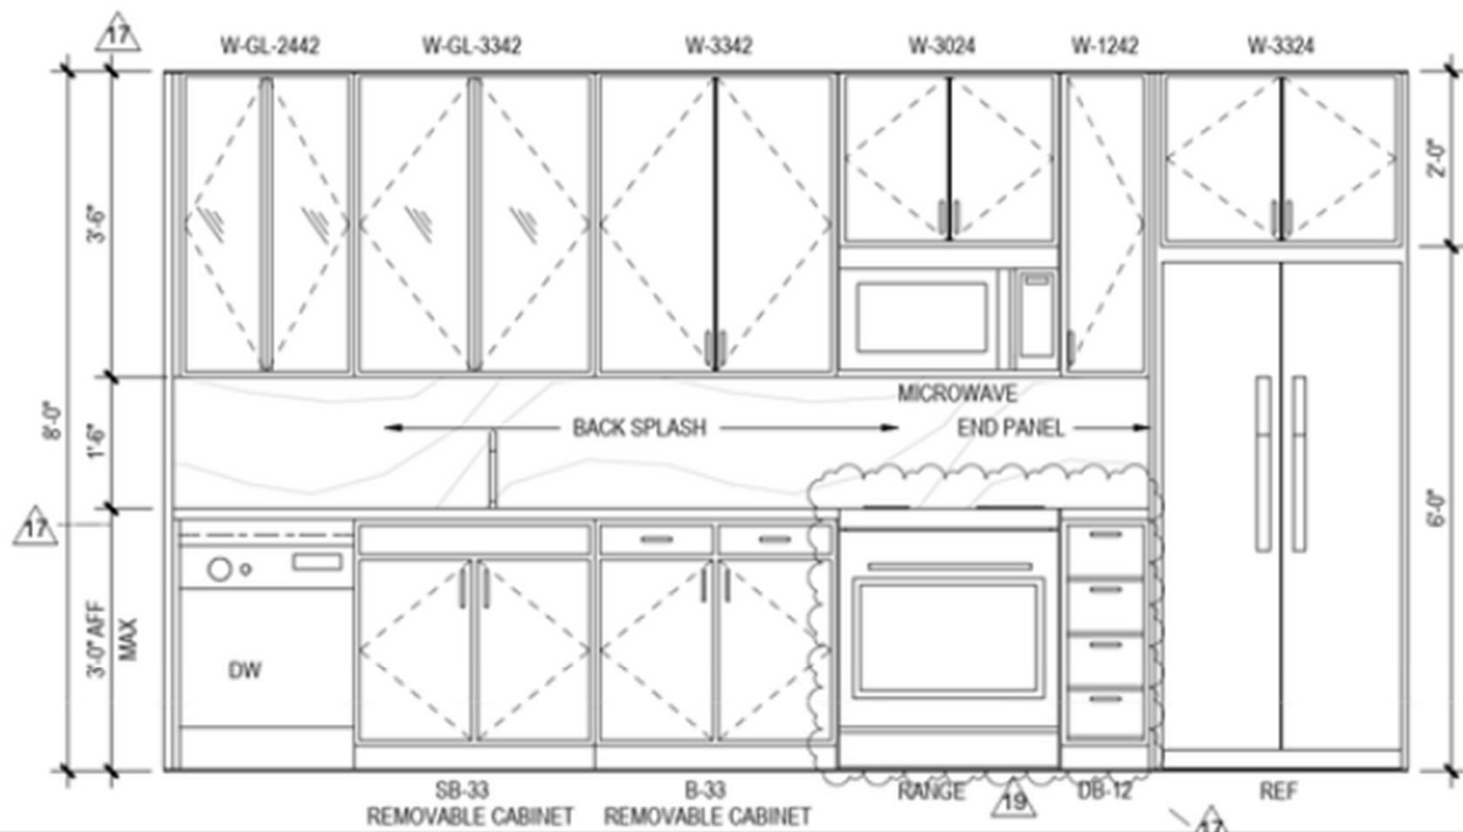 17
W-GL-2442
W-GL-3342
W-3342
W-3024
W-1242
W-3324
3'-6"
2'-0"
MICROWAVE
8'-0"
1'-6"
BACK SPLASH
END PANEL
17
6'-0"
3'-0" AFF
MAX
DW
SB-33
REMOVABLE CABINET
B-33
REMOVABLE CABINET
RANGE
19
DB-12
REF
17